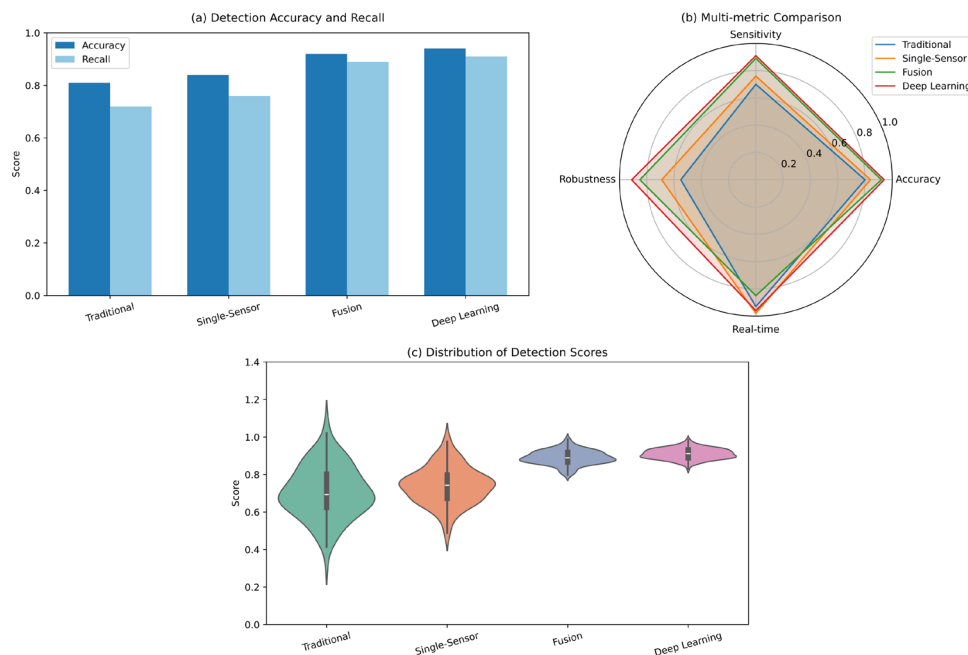 (a) Detection Accuracy and Recall
Accuracy
Recall
Score
1.0
0.8
0.6
0.4
0.2
0.0
Traditional
Single-Sensor
Fusion
Deep Learning
(b) Multi-metric Comparison
Sensitivity
Traditional
Single-Sensor
Fusion
Deep Learning
1.0
0.8
0.6
0.4
0.2
Robustness
Accuracy
Real-time
(c) Distribution of Detection Scores
Score
1.4
1.2
1.0
0.8
0.6
0.4
0.2
0.0
Traditional
Single-Sensor
Fusion
Deep Learning